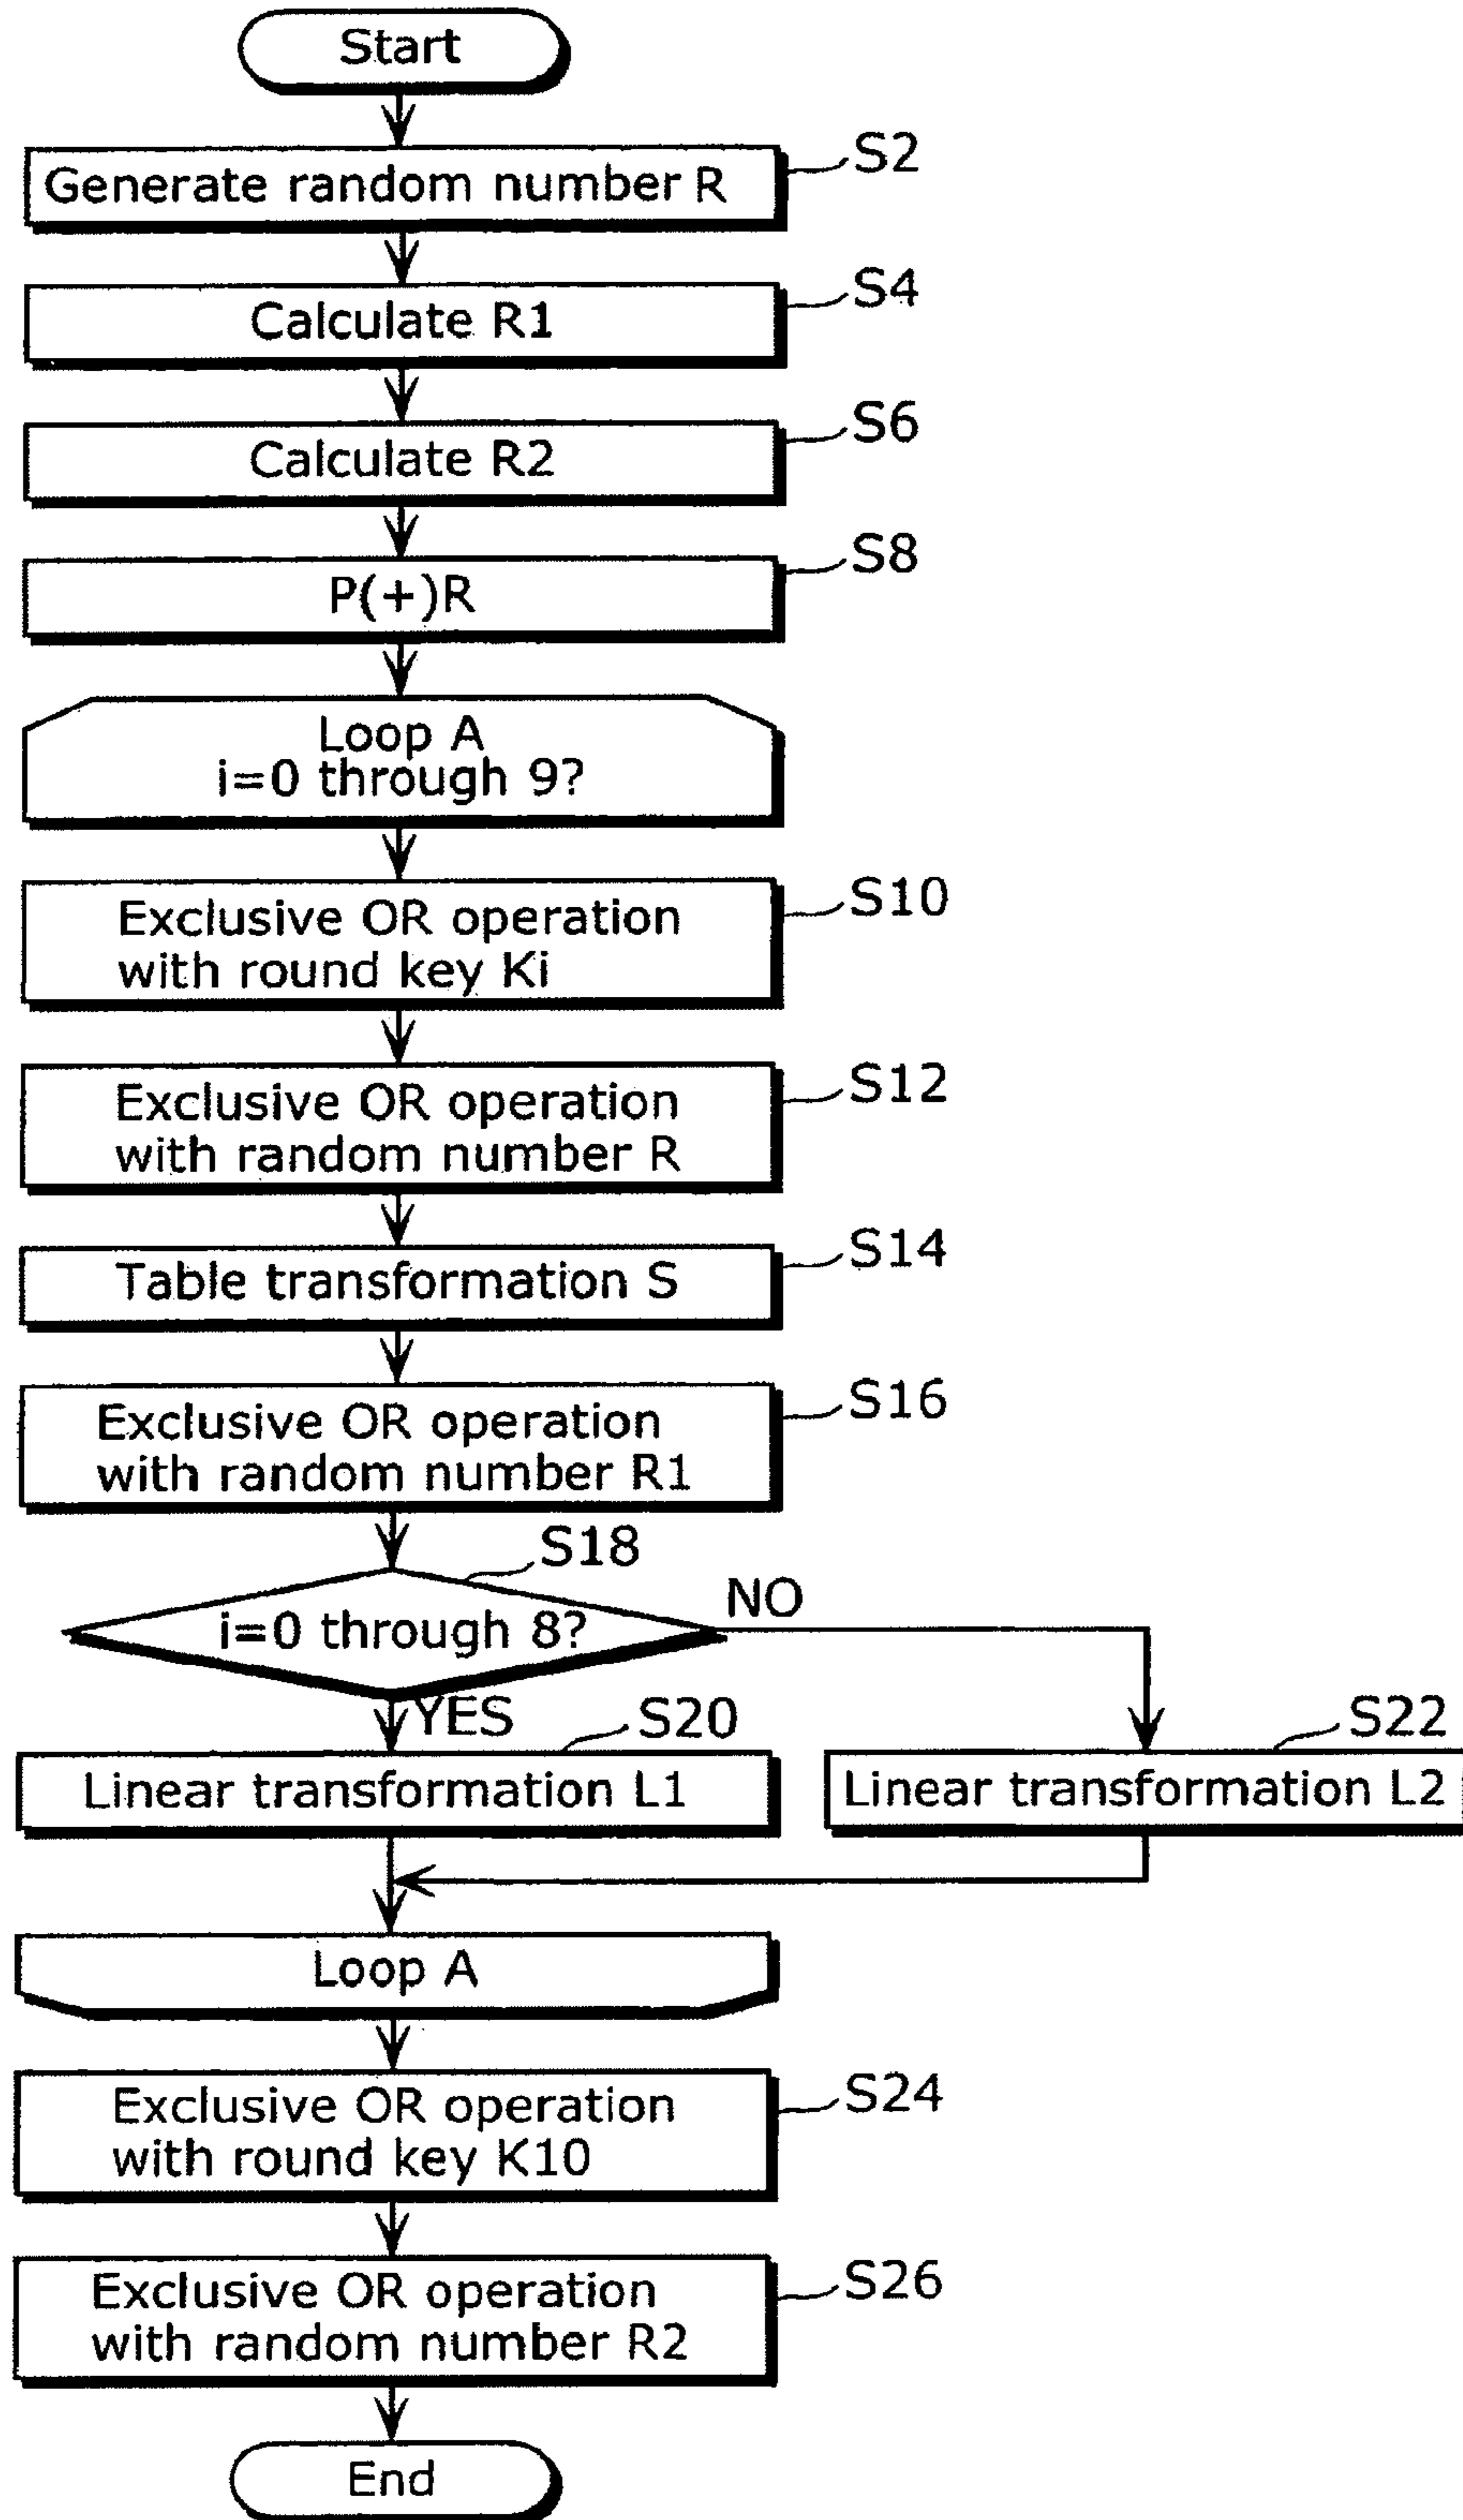 Start
S2
Generate random number R
S4
Calculate R1
S6
Calculate R2
S8
P(+)R
Loop A
i=0 through 9?
S10
Exclusive OR operation
with round key Ki
S12
Exclusive OR operation
with random number R
S14
Table transformation S
S16
Exclusive OR operation
with random number R1
S18
NO
i=0 through 8?
YES
S20
S22
Linear transformation L1
Linear transformation L2
Loop A
S24
Exclusive OR operation
with round key K10
S26
Exclusive OR operation
with random number R2
End